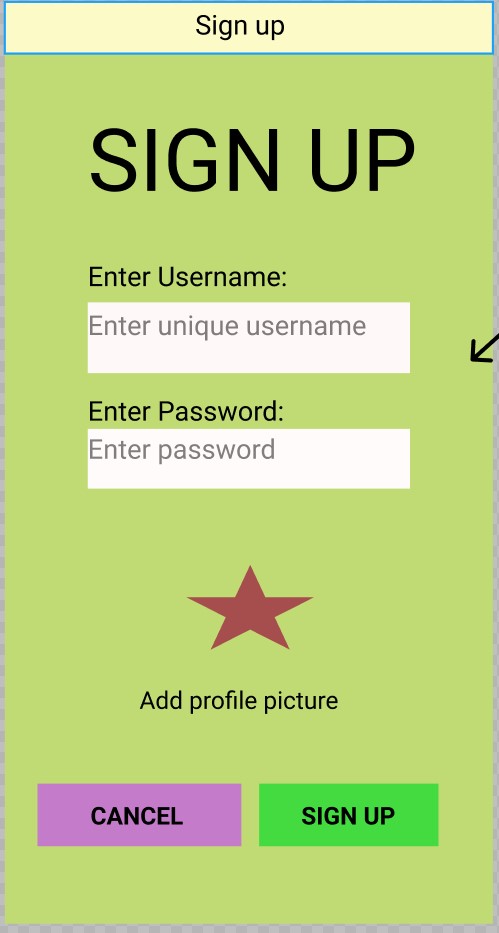 Sign up
SIGN UP
Enter Username:
Enter unique username
Enter Password:
Enter password
Add profile picture
CANCEL
SIGN UP